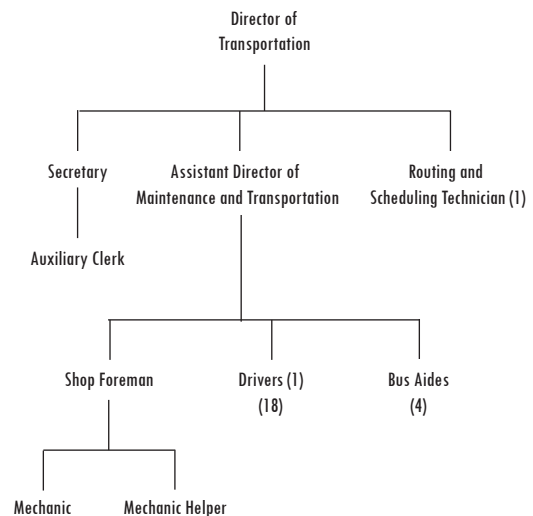 Director of
Transportation
Secretary
Assistant Director of
Maintenance and Transportation
Routing and
Scheduling Technician (1)
Auxiliary Clerk
Shop Foreman
Drivers (1)
(18)
Bus Aides
(4)
Mechanic
Mechanic Helper